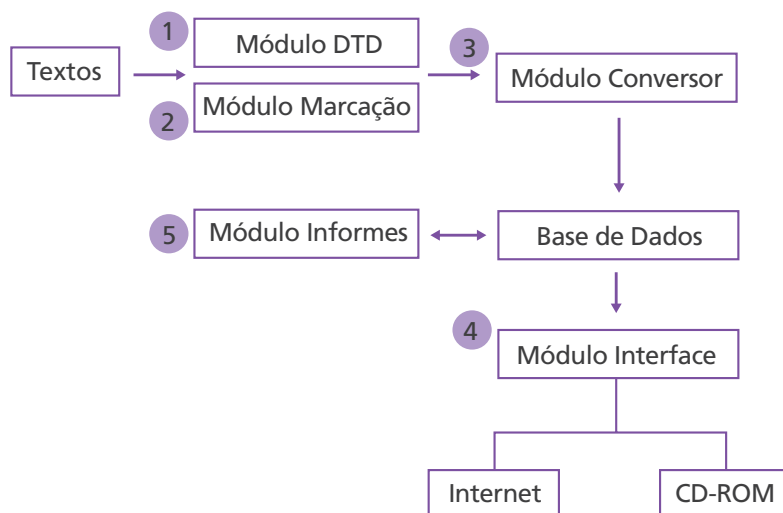 1
Módulo DTD
Textos
2
Módulo Marcação
3
Módulo Conversor
5
Módulo Informes
Base de Dados
4
Módulo Interface
Internet
CD-ROM